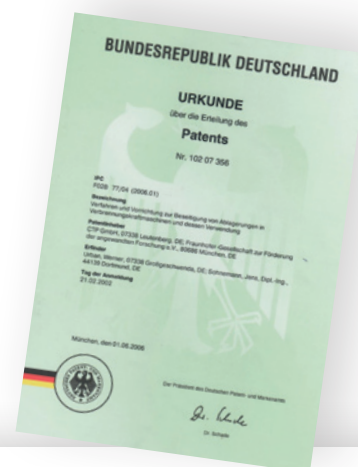 BUNDESREPUBLIK DEUTSCHLAND
URKUNDE
über die Erteilung des
Patents
Nr. 102 07 356
IPC
F02B 77/04 (2006.01)
Bezeichnung
Verfahren und Vorrichtung zur Beseitigung von Ablagerungen in
Verbrennungskraftmaschinen und dessen Verwendung
Patentinhaber
CTP GmbH, 07338 Leutenberg, DE; Fraunhofer-Gesellschaft zur Förderung
der angewandten Forschung e.V., 80686 München, DE
Erfinder
Urban, Werner, 07338 Großgeschwenda, DE; Bohnemann, Jens, Dipl.-Ing.,
44139 Dortmund, DE
Tag der Anmeldung
21.02.2002
München, den 01.06.2006
Der Präsident des Deutschen Patent- und Markenamts
Dr. Schade